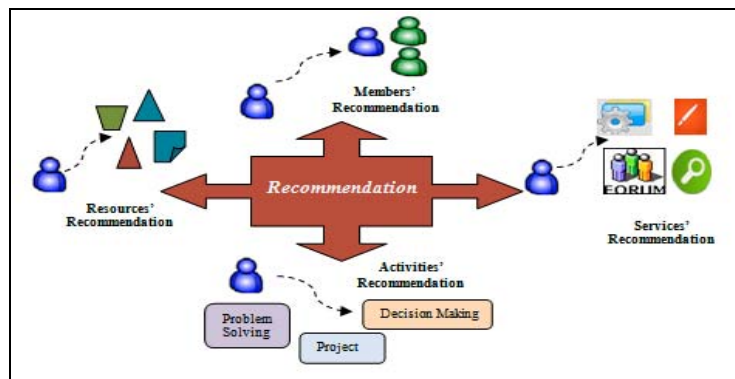 Members'
Recommendation
Recommendation
Resources'
Recommendation
FORUM
Services'
Recommendation
Activities'
Recommendation
Problem
Solving
Decision Making
Project